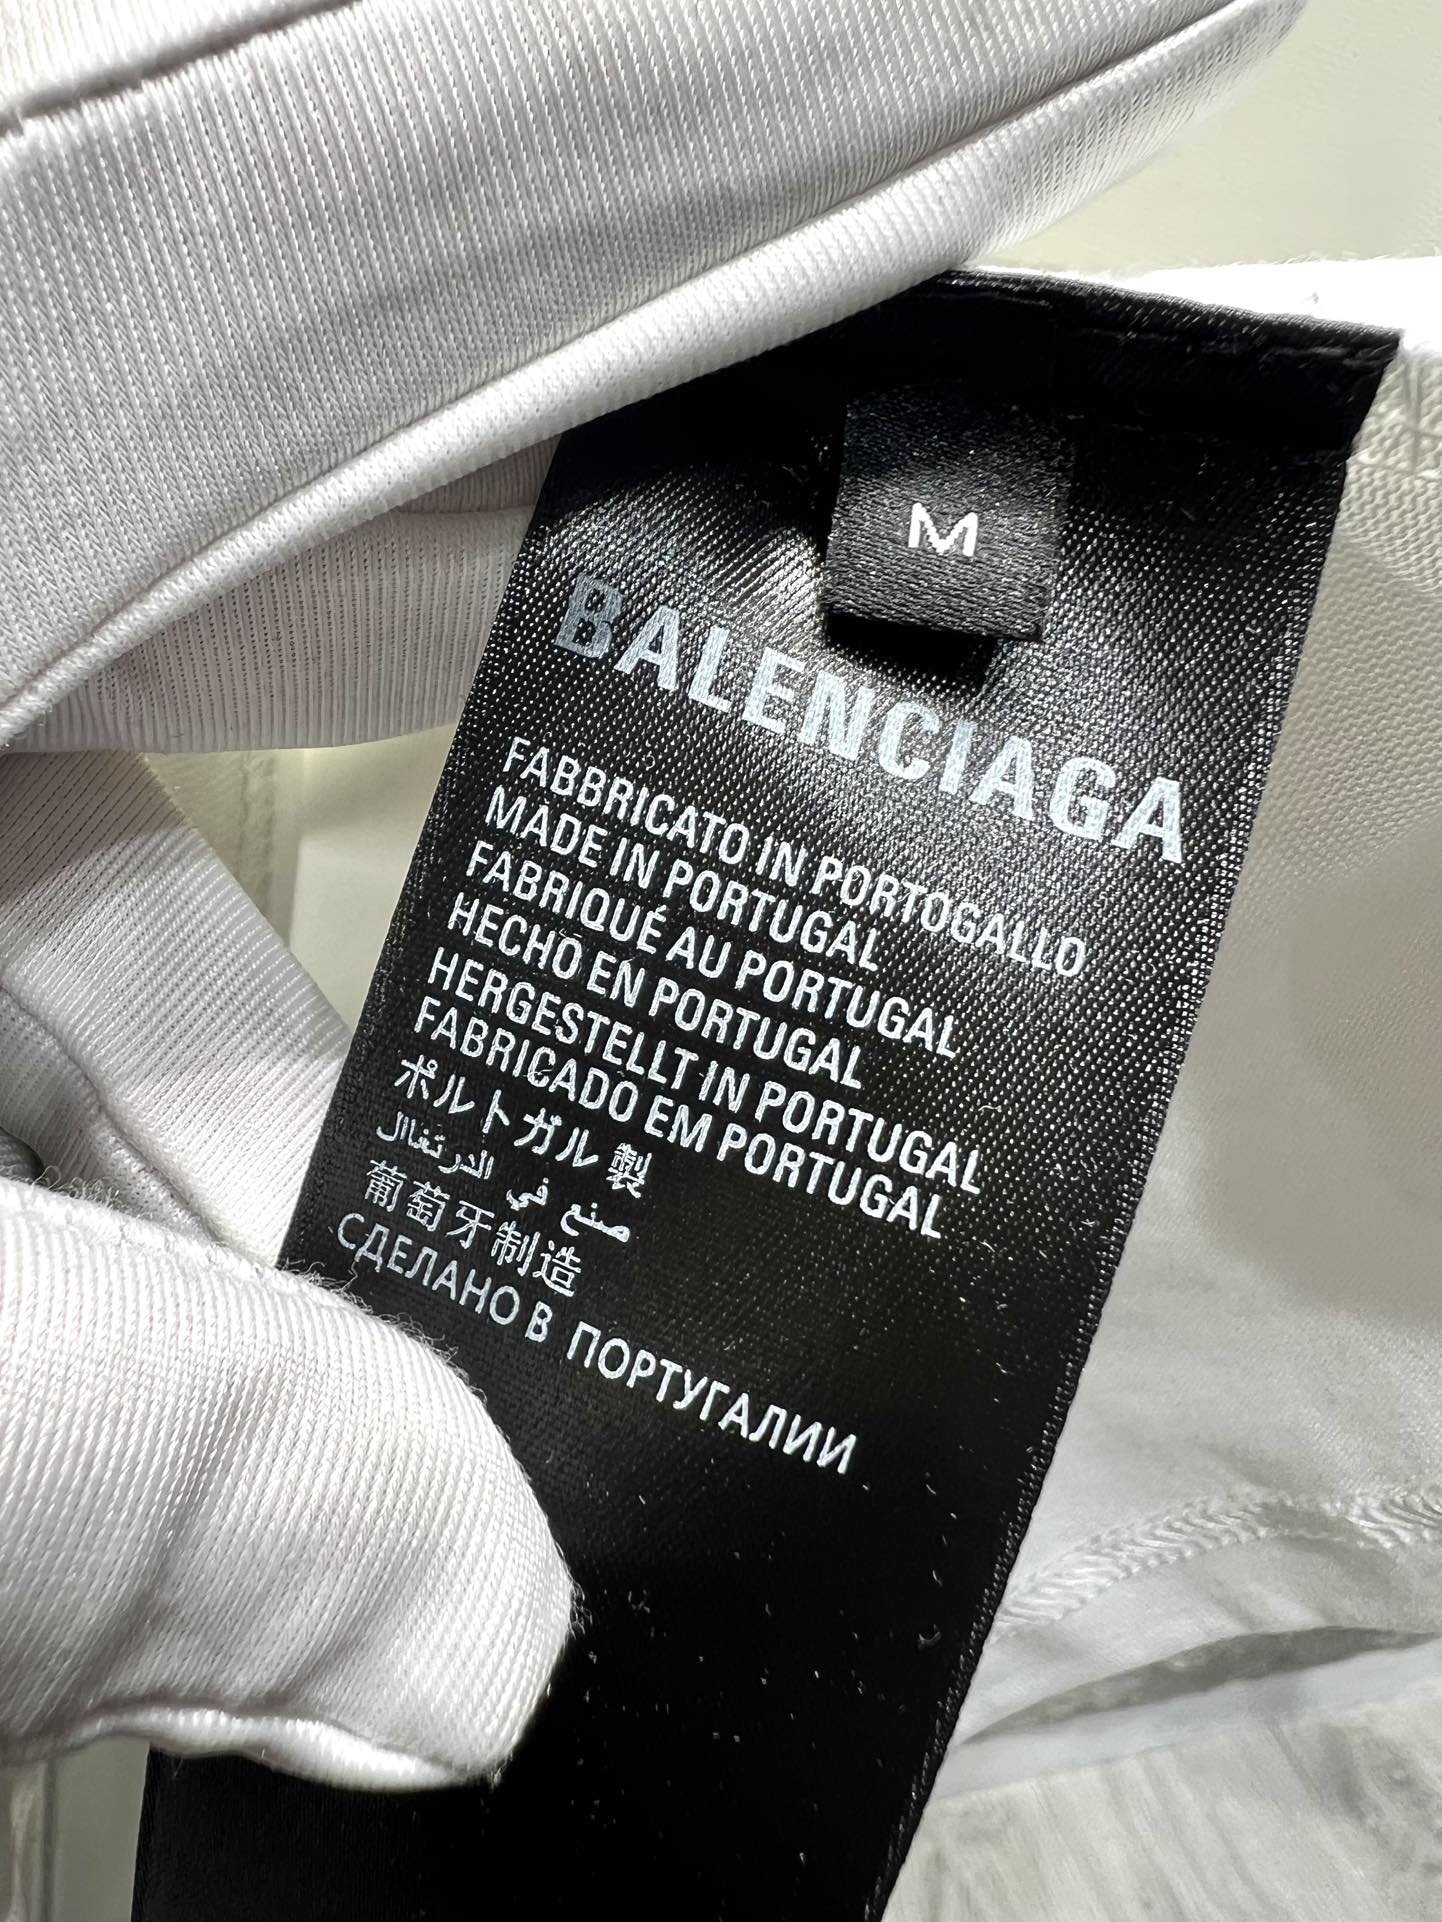 M
BALENCIAGA
FABBRICATO IN PORTOGALLO
MADE IN PORTUGAL
FABRIQUÉ AU PORTUGAL
HECHO EN PORTUGAL
HERGESTELLT IN PORTUGAL
FABRICADO EM PORTUGAL
ポルトガル製
صنع في البرتغال
葡萄牙制造
СДЕЛАНО В ПОРТУГАЛИИ